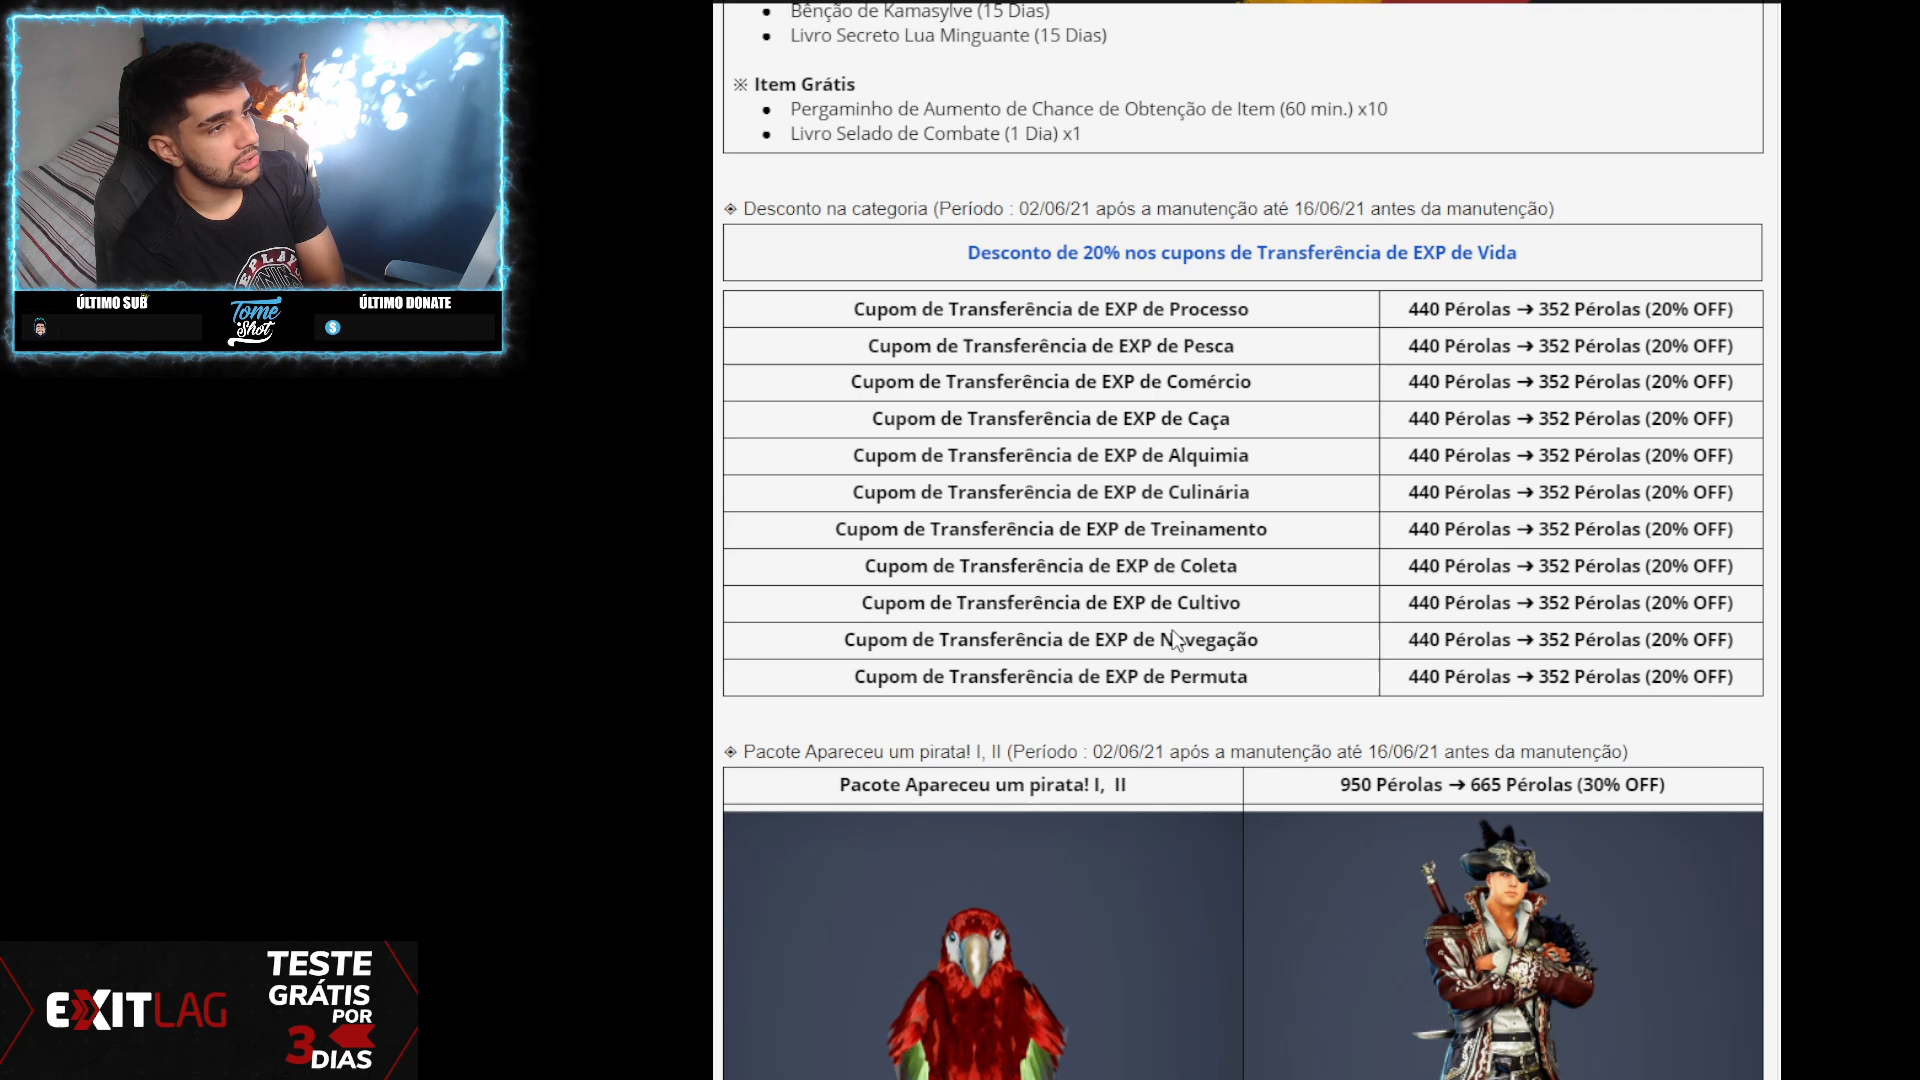 ÚLTIMO SUB
Tome Shot
ÚLTIMO DONATE
EXITLAG
TESTE
GRÁTIS
POR
3 DIAS
Bênção de Kamasylve (15 Dias)
Livro Secreto Lua Minguante (15 Dias)
※ Item Grátis
Pergaminho de Aumento de Chance de Obtenção de Item (60 min.) x10
Livro Selado de Combate (1 Dia) x1
◈ Desconto na categoria (Período : 02/06/21 após a manutenção até 16/06/21 antes da manutenção)
Desconto de 20% nos cupons de Transferência de EXP de Vida
Cupom de Transferência de EXP de Processo 440 Pérolas ➔ 352 Pérolas (20% OFF)
Cupom de Transferência de EXP de Pesca 440 Pérolas ➔ 352 Pérolas (20% OFF)
Cupom de Transferência de EXP de Comércio 440 Pérolas ➔ 352 Pérolas (20% OFF)
Cupom de Transferência de EXP de Caça 440 Pérolas ➔ 352 Pérolas (20% OFF)
Cupom de Transferência de EXP de Alquimia 440 Pérolas ➔ 352 Pérolas (20% OFF)
Cupom de Transferência de EXP de Culinária 440 Pérolas ➔ 352 Pérolas (20% OFF)
Cupom de Transferência de EXP de Treinamento 440 Pérolas ➔ 352 Pérolas (20% OFF)
Cupom de Transferência de EXP de Coleta 440 Pérolas ➔ 352 Pérolas (20% OFF)
Cupom de Transferência de EXP de Cultivo 440 Pérolas ➔ 352 Pérolas (20% OFF)
Cupom de Transferência de EXP de Navegação 440 Pérolas ➔ 352 Pérolas (20% OFF)
Cupom de Transferência de EXP de Permuta 440 Pérolas ➔ 352 Pérolas (20% OFF)
◈ Pacote Apareceu um pirata! I, II (Período : 02/06/21 após a manutenção até 16/06/21 antes da manutenção)
Pacote Apareceu um pirata! I, II 950 Pérolas ➔ 665 Pérolas (30% OFF)